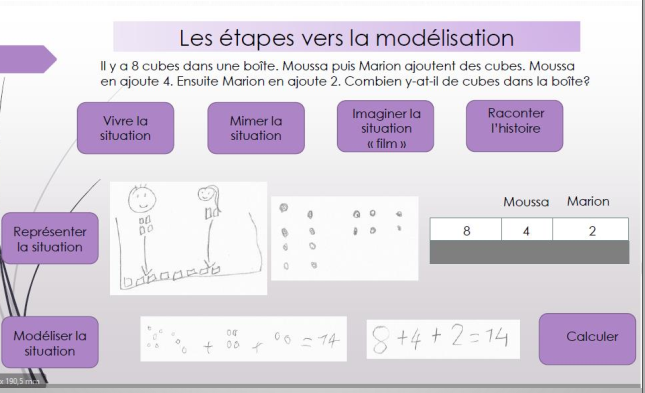 Les étapes vers la modélisation
Il y a 8 cubes dans une boîte. Moussa puis Marion ajoutent des cubes. Moussa
en ajoute 4. Ensuite Marion en ajoute 2. Combien y-at-il de cubes dans la boîte?
Vivre la
situation
Mimer la
situation
Imaginer la
situation
« film »
Raconter
l'histoire
Représenter
la situation
Moussa Marion
8 4 2
Modéliser la
situation
+ + = 14
8+4+2=14
Calculer
x 190,5 mm